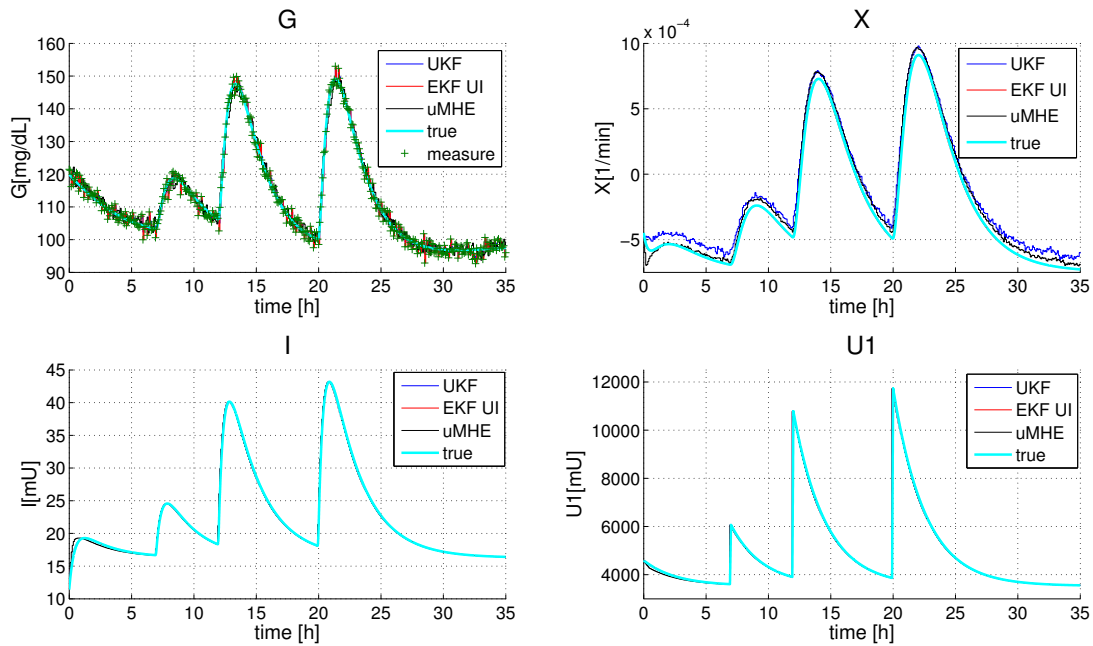 G
160
150
140
130
120
110
100
90
G[mg/dL]
0 5 10 15 20 25 30 35
time [h]
UKF
EKF UI
uMHE
true
measure
X
x 10⁻⁴
10
5
0
−5
X[1/min]
0 5 10 15 20 25 30 35
time [h]
UKF
EKF UI
uMHE
true
I
45
40
35
30
25
20
15
10
I[mU]
0 5 10 15 20 25 30 35
time [h]
UKF
EKF UI
uMHE
true
U1
12000
10000
8000
6000
4000
U1[mU]
0 5 10 15 20 25 30 35
time [h]
UKF
EKF UI
uMHE
true